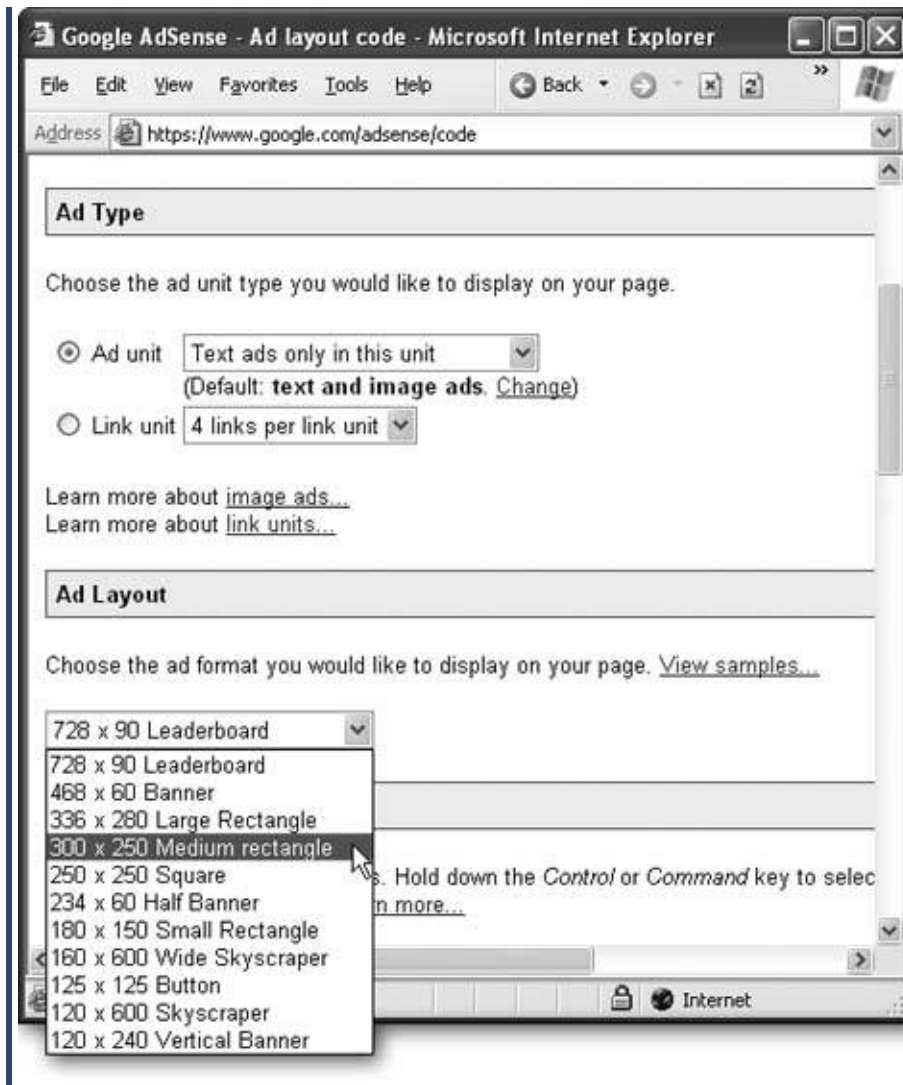 Google AdSense - Ad layout code - Microsoft Internet Explorer
File Edit View Favorites Tools Help Back »
Address https://www.google.com/adsense/code
Ad Type
Choose the ad unit type you would like to display on your page.
Ad unit Text ads only in this unit
(Default: text and image ads. Change)
Link unit 4 links per link unit
Learn more about image ads...
Learn more about link units...
Ad Layout
Choose the ad format you would like to display on your page. View samples...
728 x 90 Leaderboard
728 x 90 Leaderboard
468 x 60 Banner
336 x 280 Large Rectangle
300 x 250 Medium rectangle
250 x 250 Square
s. Hold down the Control or Command key to selec
234 x 60 Half Banner
n more...
180 x 150 Small Rectangle
160 x 600 Wide Skyscraper
125 x 125 Button
120 x 600 Skyscraper
120 x 240 Vertical Banner
Internet